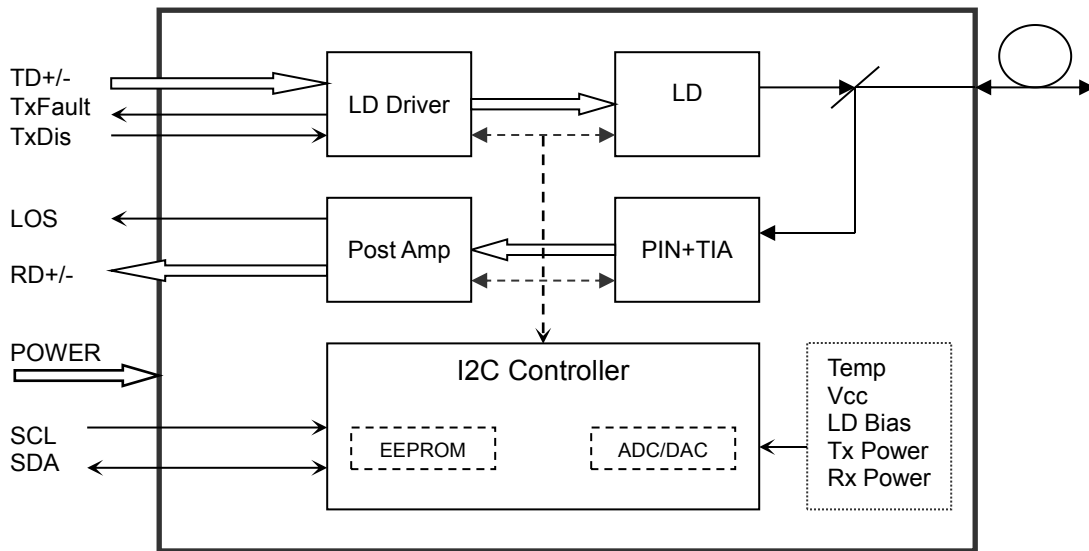 TD+/-
TxFault
TxDis
LD Driver
LD
LOS
RD+/-
Post Amp
PIN+TIA
POWER
SCL
SDA
I2C Controller
EEPROM
ADC/DAC
Temp
Vcc
LD Bias
Tx Power
Rx Power